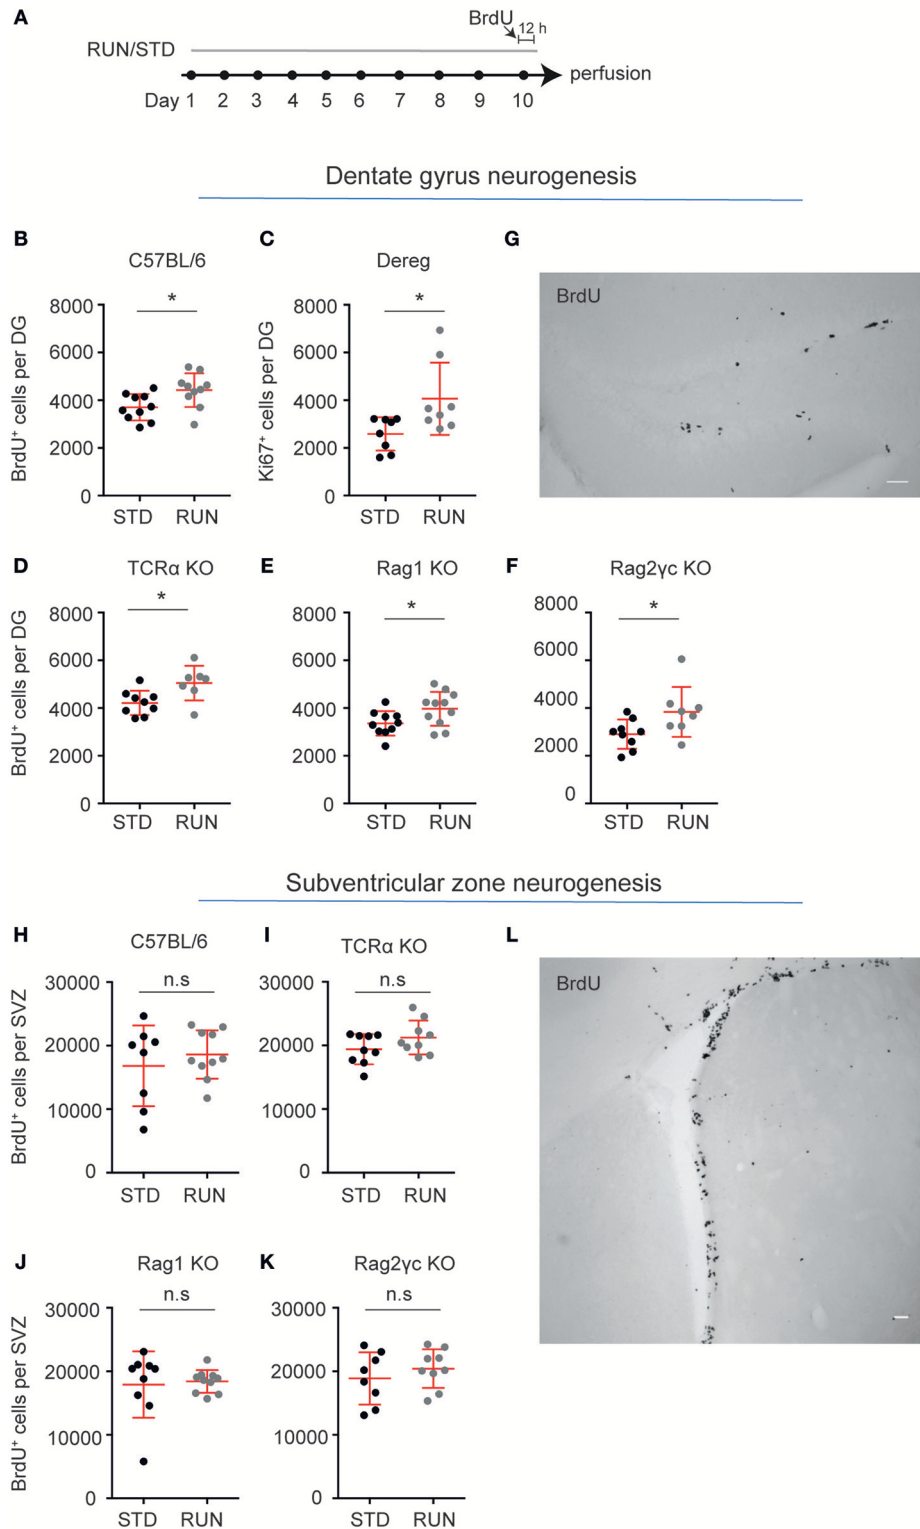 A
BrdU
12 h
RUN/STD
perfusion
Day 1 2 3 4 5 6 7 8 9 10
Dentate gyrus neurogenesis
B
C57BL/6
*
BrdU⁺ cells per DG
8000
6000
4000
2000
0
STD RUN
C
Dereg
*
Ki67⁺ cells per DG
8000
6000
4000
2000
0
STD RUN
G
BrdU
D
TCRα KO
*
BrdU⁺ cells per DG
8000
6000
4000
2000
0
STD RUN
E
Rag1 KO
*
8000
6000
4000
2000
0
STD RUN
F
Rag2γc KO
*
8000
6000
4000
2000
0
STD RUN
Subventricular zone neurogenesis
H
C57BL/6
n.s
BrdU⁺ cells per SVZ
30000
20000
10000
0
STD RUN
I
TCRα KO
n.s
30000
20000
10000
0
STD RUN
L
BrdU
J
Rag1 KO
n.s
BrdU⁺ cells per SVZ
30000
20000
10000
0
STD RUN
K
Rag2γc KO
n.s
30000
20000
10000
0
STD RUN